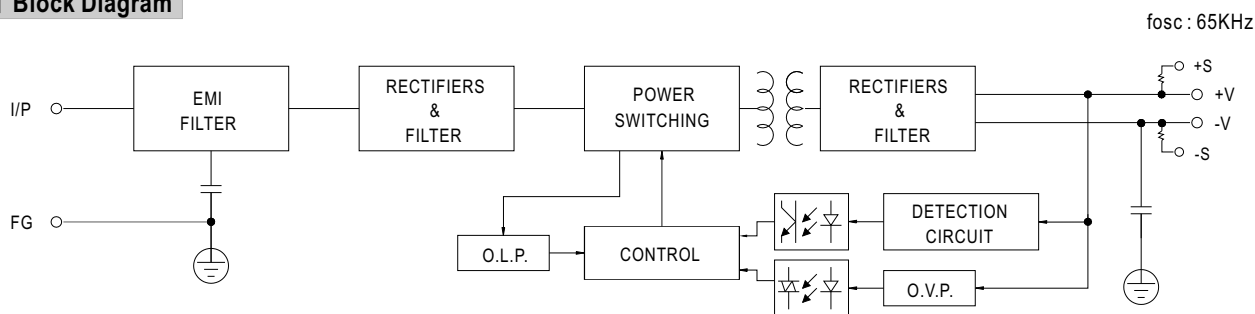 Block Diagram
fosc : 65KHz
I/P
EMI
FILTER
RECTIFIERS
&
FILTER
POWER
SWITCHING
RECTIFIERS
&
FILTER
+S
+V
-V
-S
FG
O.L.P.
CONTROL
DETECTION
CIRCUIT
O.V.P.